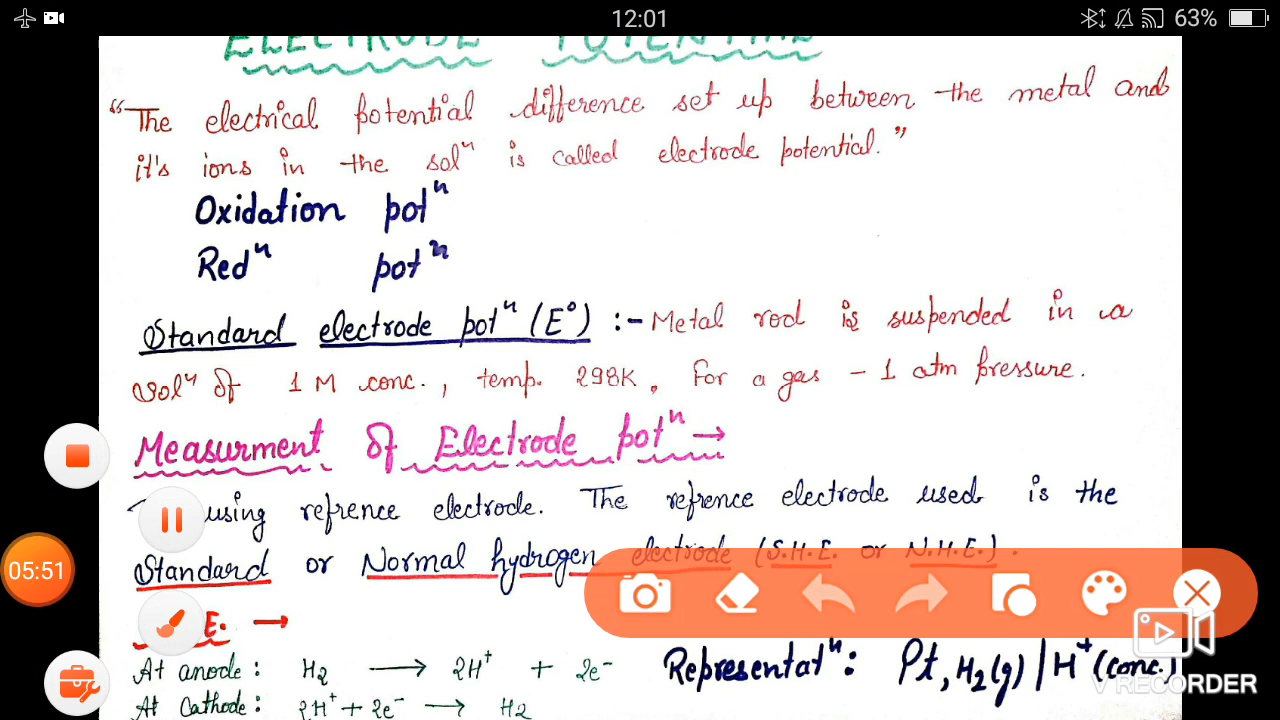 12:01
63%
ELECTRODE POTENTIAL
“The electrical potential difference set up between the metal and
it's ions in the solⁿ is called electrode potential.”
Oxidation potⁿ
Redⁿ potⁿ
Standard electrode potⁿ (E°) :- Metal rod is suspended in a
solⁿ of 1 M conc., temp. 298K. For a gas - 1 atm pressure.
Measurment of Electrode potⁿ →
using refrence electrode. The refrence electrode used is the
Standard or Normal hydrogen electrode (S.H.E. or N.H.E.).
E. →
At anode : H₂ ⟶ 2H⁺ + 2e⁻
Representatⁿ: Pt, H₂(g) | H⁺ (conc.)
At Cathode : 2H⁺ + 2e⁻ ⟶ H₂
05:51
V RECORDER